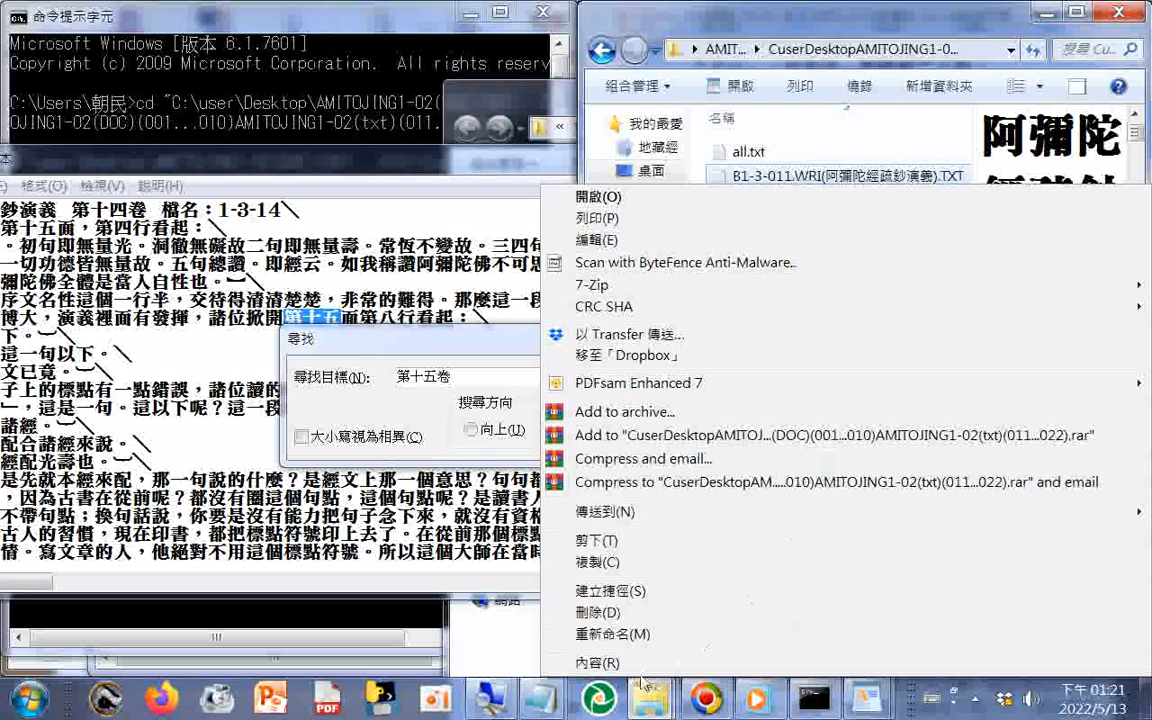 命令提示字元
Microsoft Windows [版本 6.1.7601]
Copyright (c) 2009 Microsoft Corporation.  All rights reserv
C:\Users\朝民>cd "C:\user\Desktop\AMITOJING1-02(
OJING1-02(DOC)(001...010)AMITOJING1-02(txt)(011.
«
AMIT...
CuserDesktopAMITOJING1-0...
搜尋 Cu...
組合管理
開啟
列印
燒錄
新增資料夾
我的最愛
地藏經
桌面
名稱
all.txt
B1-3-011.WRI(阿彌陀經疏鈔演義).TXT
阿彌陀
格式(O) 檢視(V) 說明(H)
鈔演義 第十四卷 檔名：1-3-14╲
第十五面，第四行看起：╲
。初句即無量光。洞徹無礙故二句即無量壽。常恆不變故。三四句
一切功德皆無量故。五句總讚。即經云。如我稱讚阿彌陀佛不可思
彌陀佛全體是當人自性也。
序文名性這個一行半，交待得清清楚楚，非常的難得。那麼這一段
博大，演義裡面有發揮，諸位掀開第十五面第八行看起：╲
下。
這一句以下。╲
文已竟。
子上的標點有一點錯誤，諸位讀的
」，這是一句。這以下呢？這一段
諸經。
配合諸經來說。╲
經配光壽也。
是先就本經來配，那一句說的什麼？是經文上那一個意思？句句都
，因為古書在從前呢？都沒有圈這個句點，這個句點呢？是讀書人
不帶句點；換句話說，你要是沒有能力把句子念下來，就沒有資格
古人的習慣，現在印書，都把標點符號印上去了。在從前那個標點
情。寫文章的人，他絕對不用這個標點符號。所以這個大師在當時
尋找
尋找目標(N): 第十五卷
搜尋方向
大小寫視為相異(C)
向上(U)
開啟(O)
列印(P)
編輯(E)
Scan with ByteFence Anti-Malware...
7-Zip
CRC SHA
以 Transfer 傳送...
移至「Dropbox」
PDFsam Enhanced 7
Add to archive...
Add to "CuserDesktopAMITOJ...(DOC)(001...010)AMITOJING1-02(txt)(011...022).rar"
Compress and email...
Compress to "CuserDesktopAM.....010)AMITOJING1-02(txt)(011...022).rar" and email
傳送到(N)
剪下(T)
複製(C)
建立捷徑(S)
刪除(D)
重新命名(M)
內容(R)
網路
PDF
下午 01:21
2022/5/13